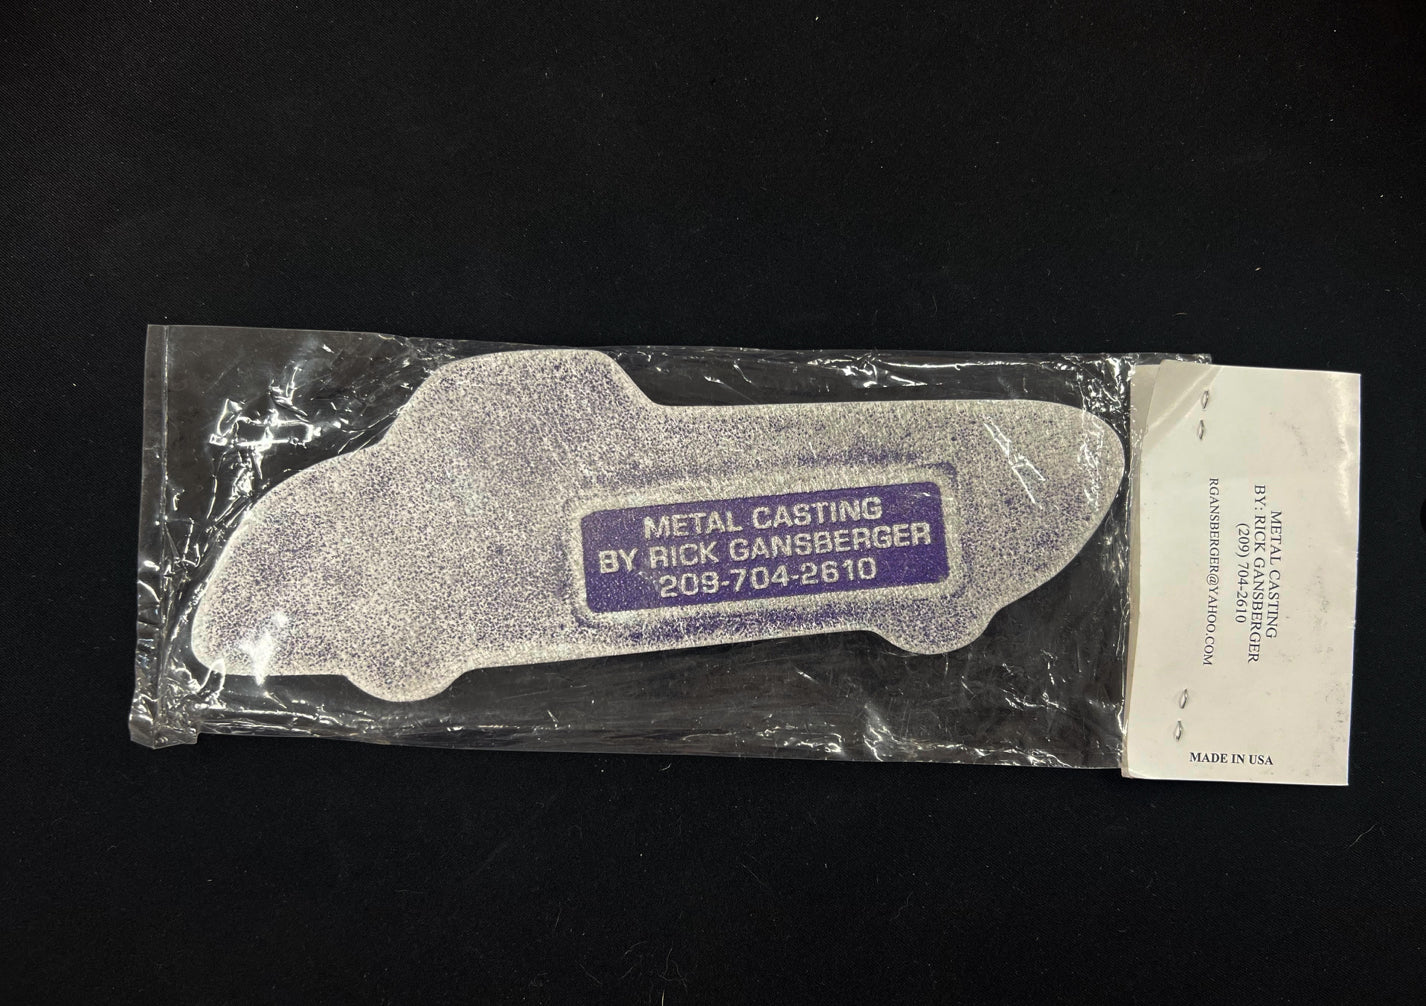 METAL CASTING
BY RICK GANSBERGER
209-704-2610
METAL CASTING
BY: RICK GANSBERGER
(209) 704-2610
RGANSBERGER@YAHOO.COM
MADE IN USA